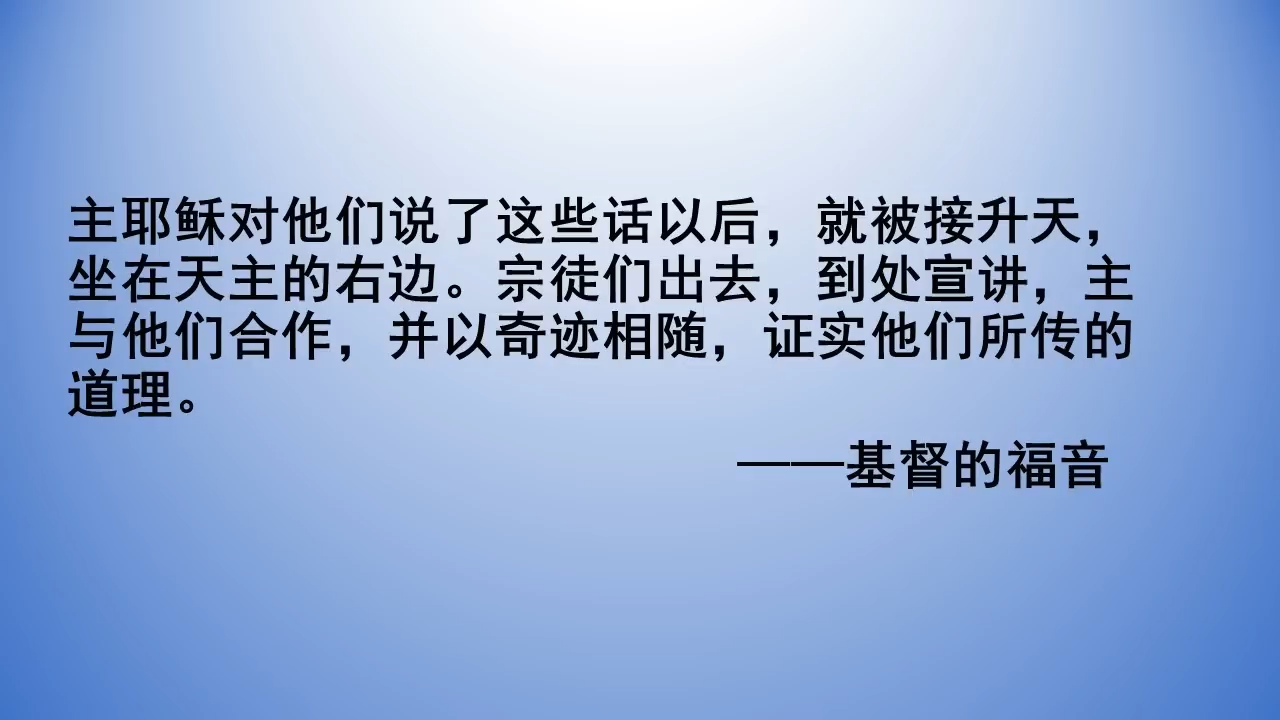 主耶稣对他们说了这些话以后，就被接升天，
坐在天主的右边。宗徒们出去，到处宣讲，主
与他们合作，并以奇迹相随，证实他们所传的
道理。
——基督的福音